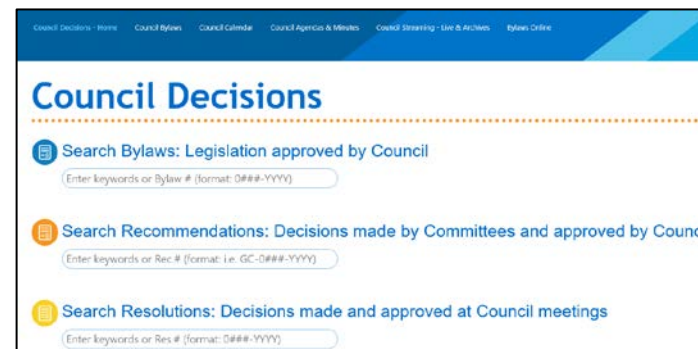 Council Decisions - Home Council Bylaws Council Calendar Council Agendas & Minutes Council Streaming - Live & Archives Bylaws Online
Council Decisions
Search Bylaws: Legislation approved by Council
Enter keywords or Bylaw # (format: 0###-YYYY)
Search Recommendations: Decisions made by Committees and approved by Counc
Enter keywords or Rec # (format: i.e. GC-0###-YYYY)
Search Resolutions: Decisions made and approved at Council meetings
Enter keywords or Res # (format: 0###-YYYY)